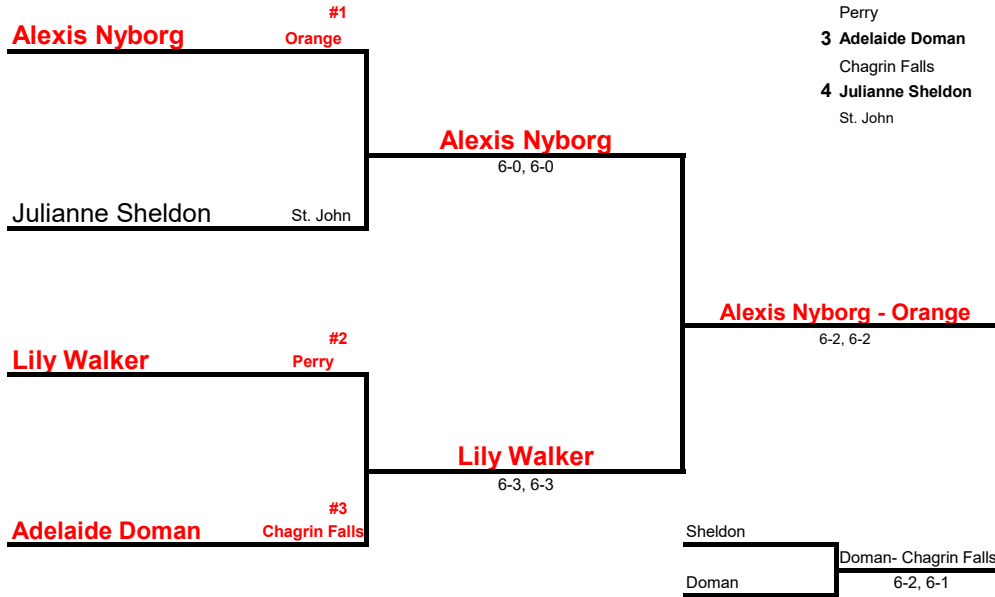 #1
Alexis Nyborg Orange
Perry
3 Adelaide Doman
Chagrin Falls
4 Julianne Sheldon
St. John
Alexis Nyborg
6-0, 6-0
Julianne Sheldon St. John
Alexis Nyborg - Orange
6-2, 6-2
#2
Lily Walker Perry
Lily Walker
6-3, 6-3
#3
Adelaide Doman Chagrin Falls
Sheldon
Doman- Chagrin Falls
Doman 6-2, 6-1